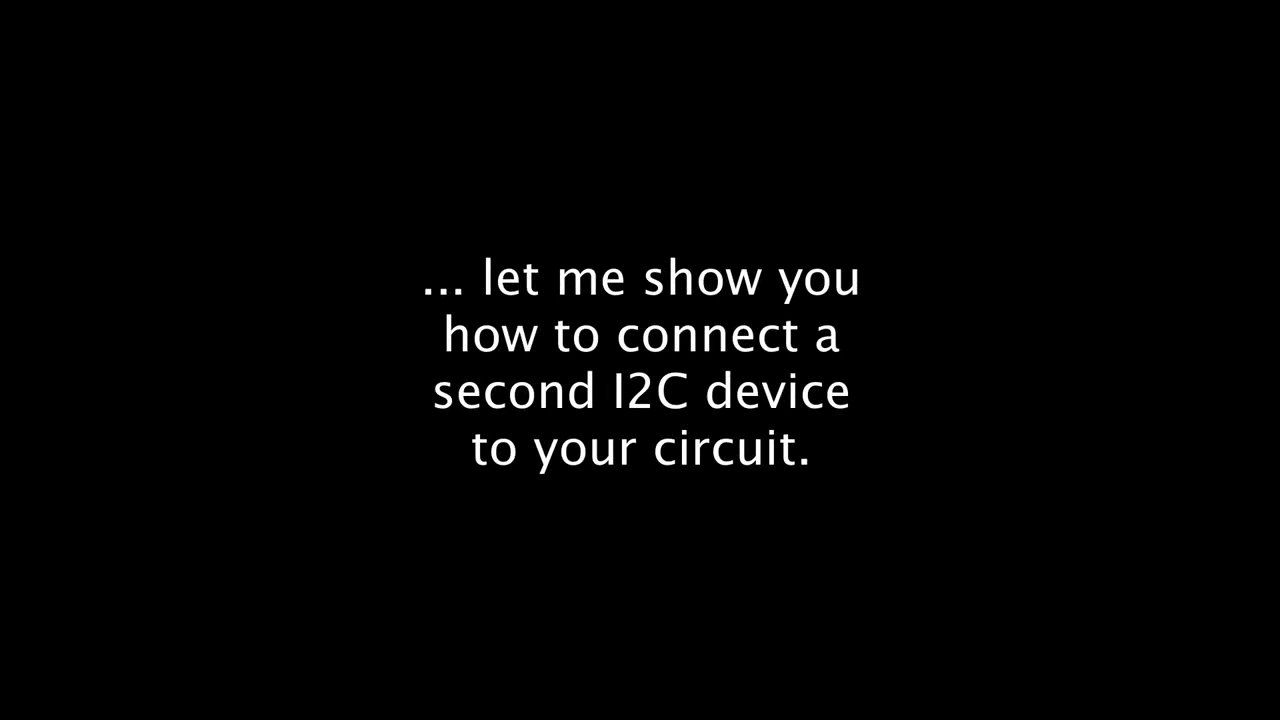 ... let me show you
how to connect a
second I2C device
to your circuit.